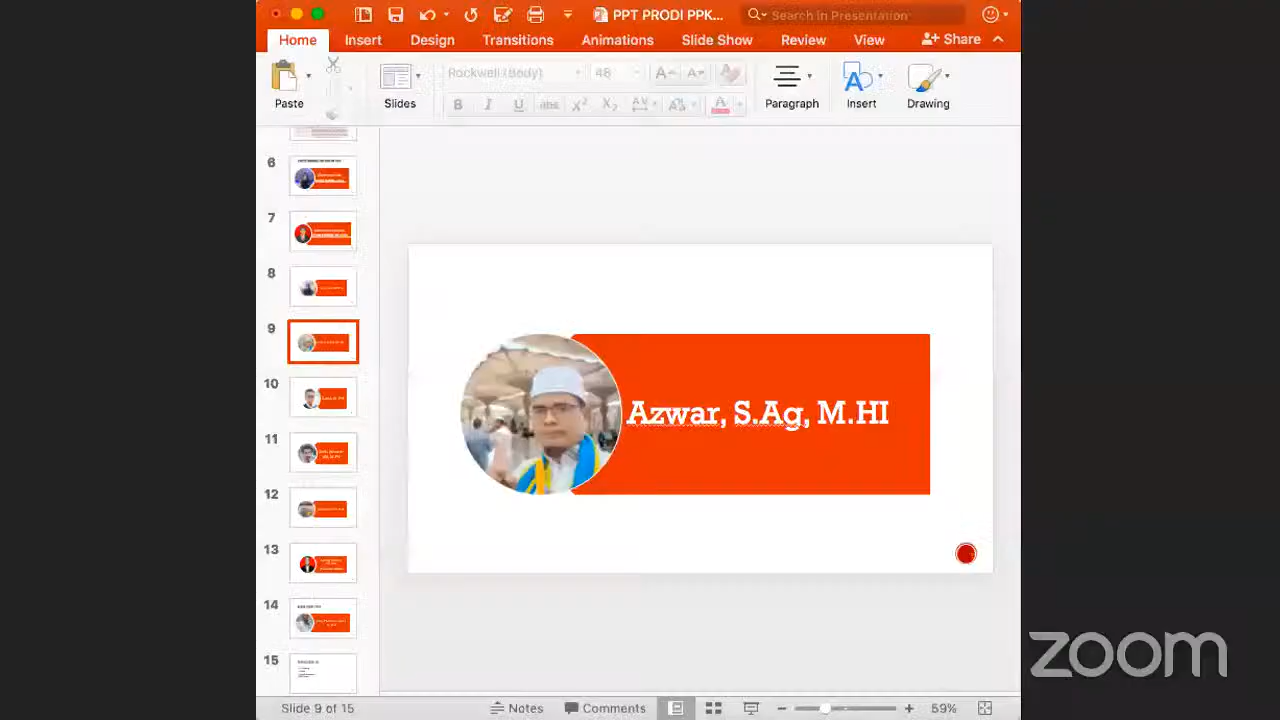 PPT PRODI PPK...
Search in Presentation
Home
Insert
Design
Transitions
Animations
Slide Show
Review
View
Share
Paste
Slides
Rockwell (Body)
48
Paragraph
Insert
Drawing
6
7
8
9
10
11
12
13
14
15
Azwar, S.Ag, M.HI
zoom
Slide 9 of 15
Notes
Comments
59%